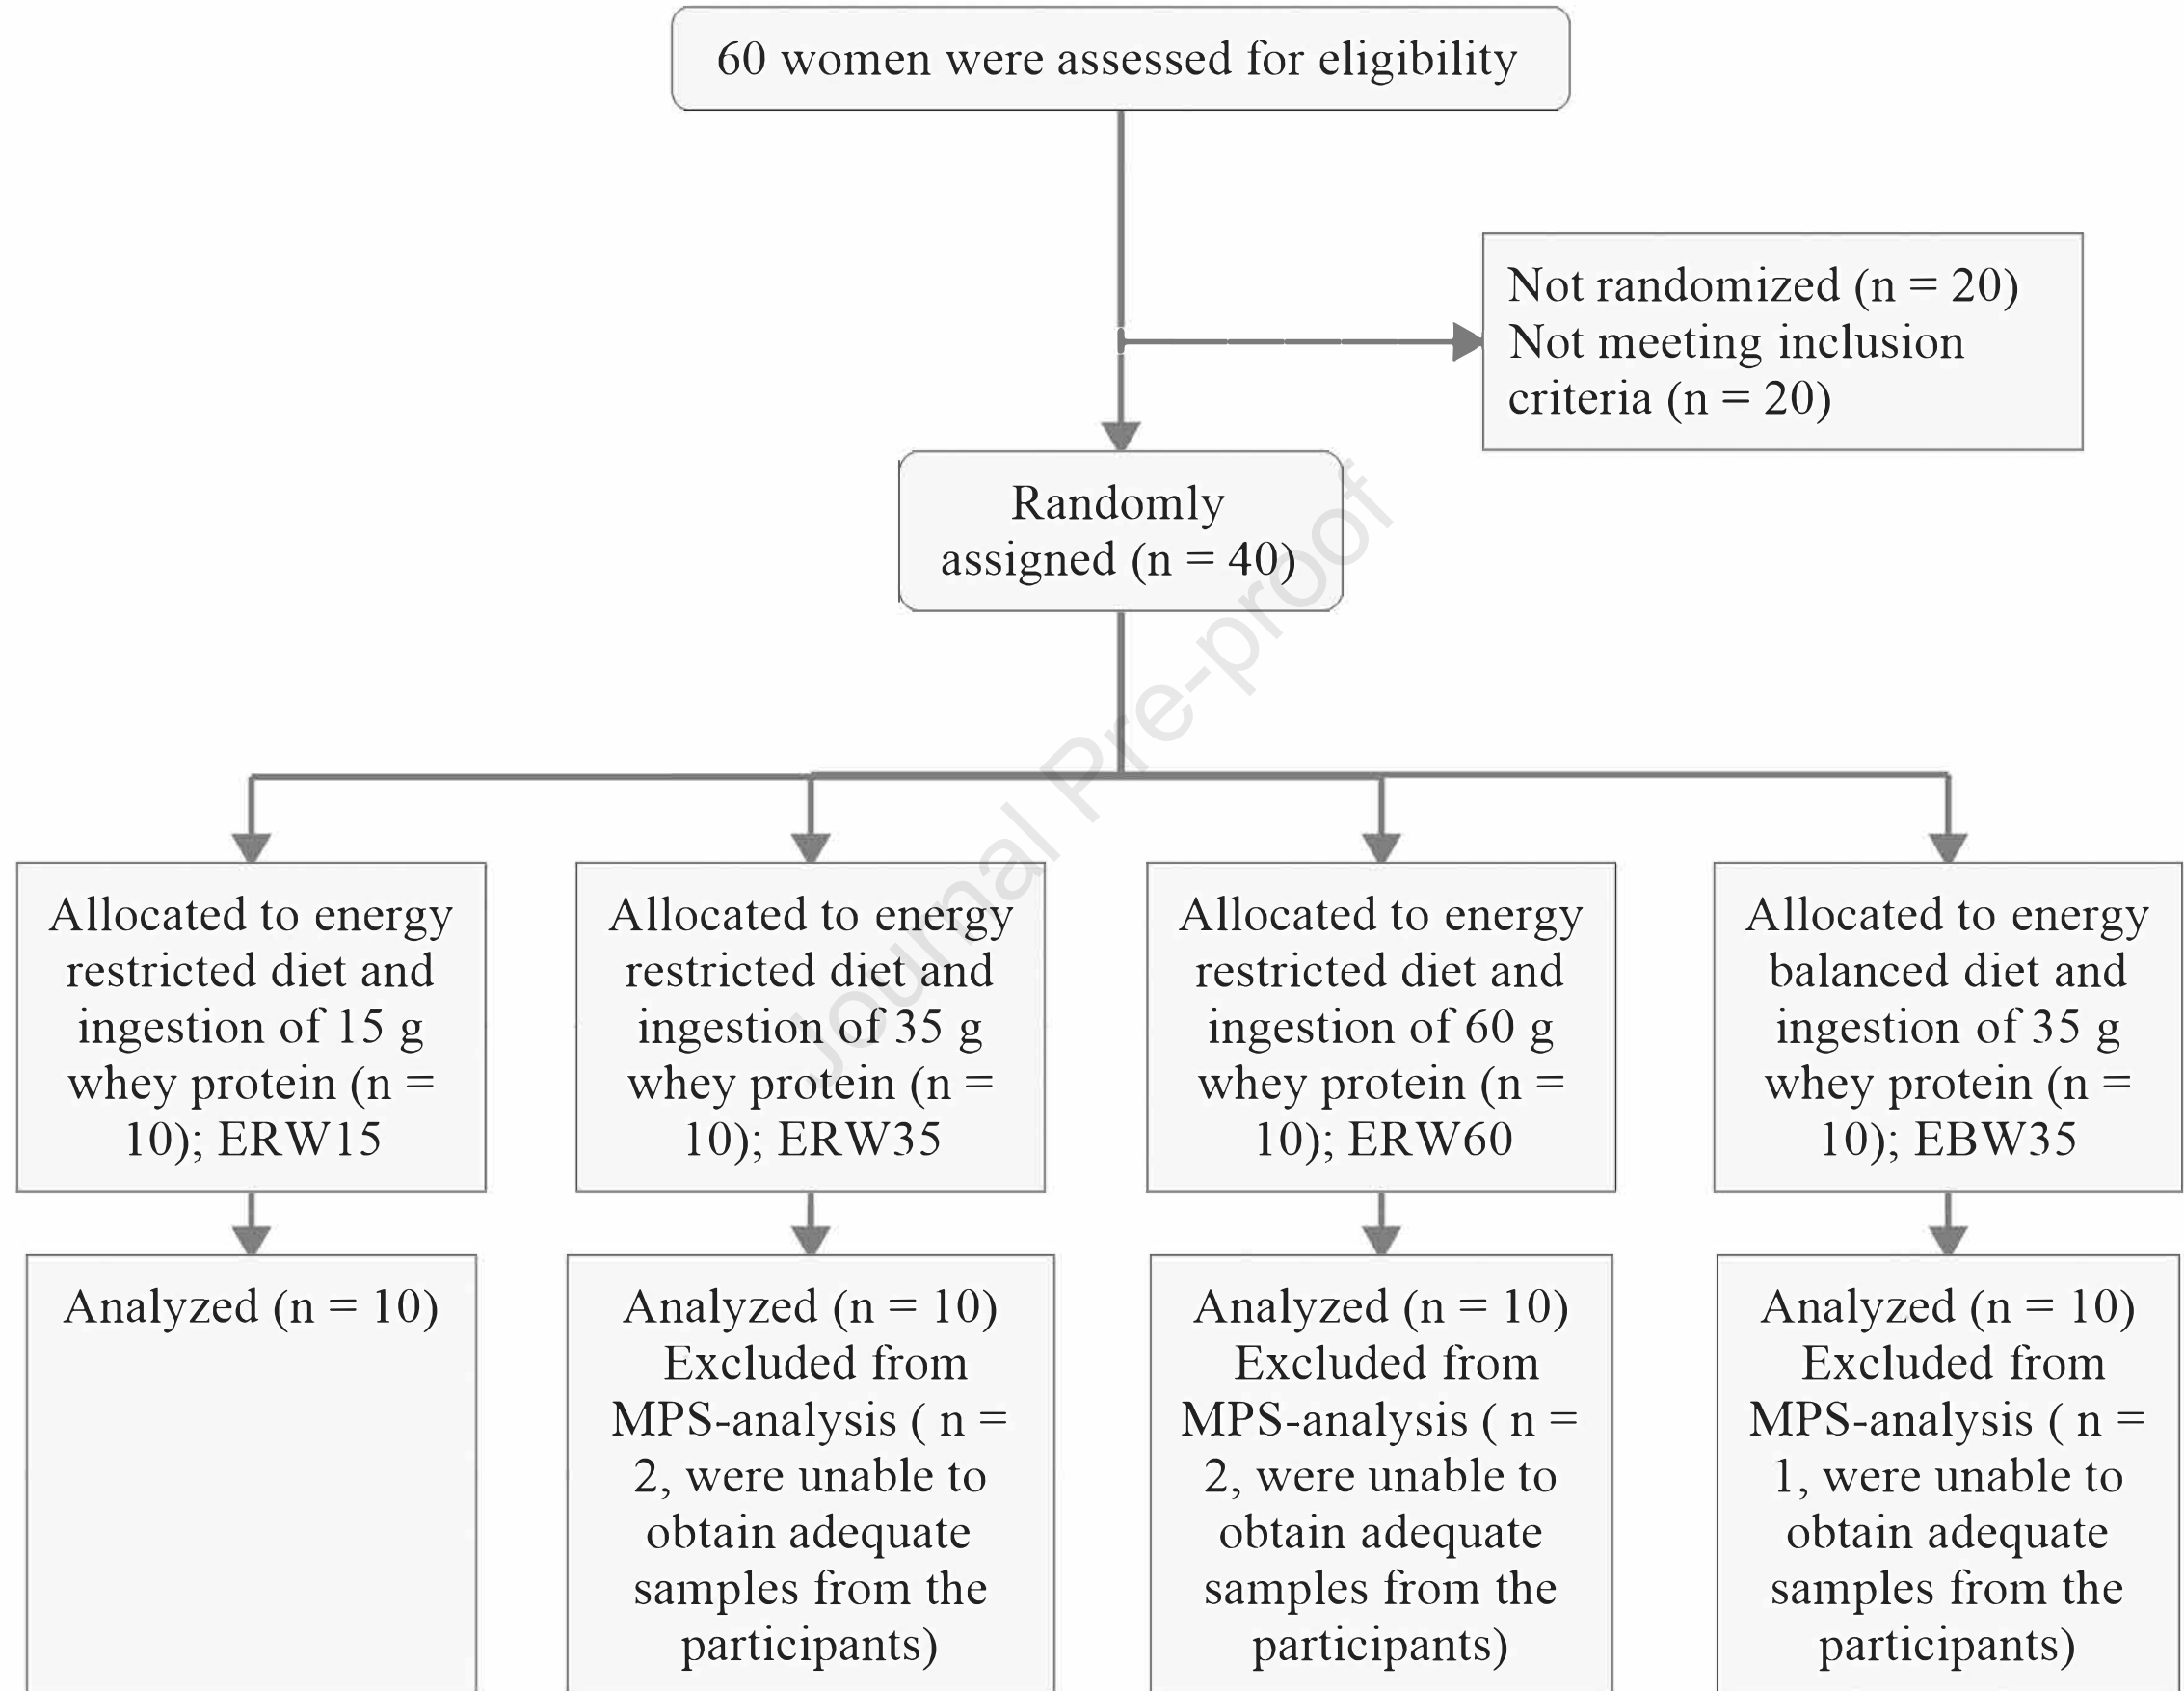 60 women were assessed for eligibility
Not randomized (n = 20)
Not meeting inclusion
criteria (n = 20)
Randomly
assigned (n = 40)
Journal Pre-proof
Allocated to energy
restricted diet and
ingestion of 15 g
whey protein (n =
10); ERW15
Allocated to energy
restricted diet and
ingestion of 35 g
whey protein (n =
10); ERW35
Allocated to energy
restricted diet and
ingestion of 60 g
whey protein (n =
10); ERW60
Allocated to energy
balanced diet and
ingestion of 35 g
whey protein (n =
10); EBW35
Analyzed (n = 10)
Analyzed (n = 10)
Excluded from
MPS-analysis ( n =
2, were unable to
obtain adequate
samples from the
participants)
Analyzed (n = 10)
Excluded from
MPS-analysis ( n =
2, were unable to
obtain adequate
samples from the
participants)
Analyzed (n = 10)
Excluded from
MPS-analysis ( n =
1, were unable to
obtain adequate
samples from the
participants)